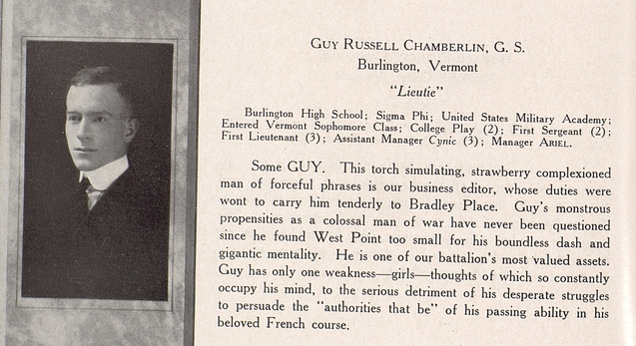 Guy Russell Chamberlin, G. S.
Burlington, Vermont
"Lieutie"
Burlington High School; Sigma Phi; United States Military Academy;
Entered Vermont Sophomore Class; College Play (2); First Sergeant (2);
First Lieutenant (3); Assistant Manager Cynic (3); Manager ARIEL.
Some GUY. This torch simulating, strawberry complexioned
man of forceful phrases is our business editor, whose duties were
wont to carry him tenderly to Bradley Place. Guy's monstrous
propensities as a colossal man of war have never been questioned
since he found West Point too small for his boundless dash and
gigantic mentality. He is one of our battalion's most valued assets.
Guy has only one weakness—girls—thoughts of which so constantly
occupy his mind, to the serious detriment of his desperate struggles
to persuade the "authorities that be" of his passing ability in his
beloved French course.